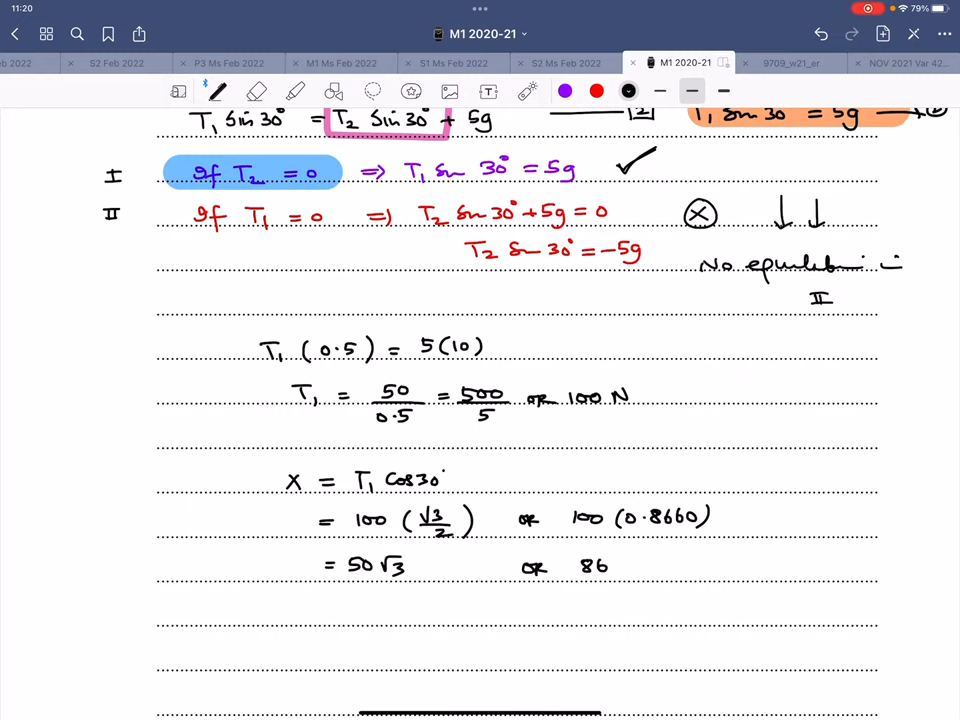 11:20
79%
M1 2020-21
eb 2022
S2 Feb 2022
P3 Ms Feb 2022
M1 Ms Feb 2022
S1 Ms Feb 2022
S2 Ms Feb 2022
M1 2020-21
9709_w21_er
NOV 2021 Var 42...
T₁ Sin 30° = T₂ Sin 30° + 5g
T₁ Sin 30° = 5g
I If T₂ = 0 ⇒ T₁ Sin 30° = 5g ✓
II If T₁ = 0 ⇒ T₂ Sin 30° + 5g = 0 ⊗ ↓ ↓
T₂ Sin 30° = -5g
No equilibrium in
II
T₁ (0.5) = 5(10)
T₁ = 50/0.5 = 500/5 OR 100 N
X = T₁ Cos 30°
= 100 (√3/2) OR 100 (0.8660)
= 50√3 OR 86